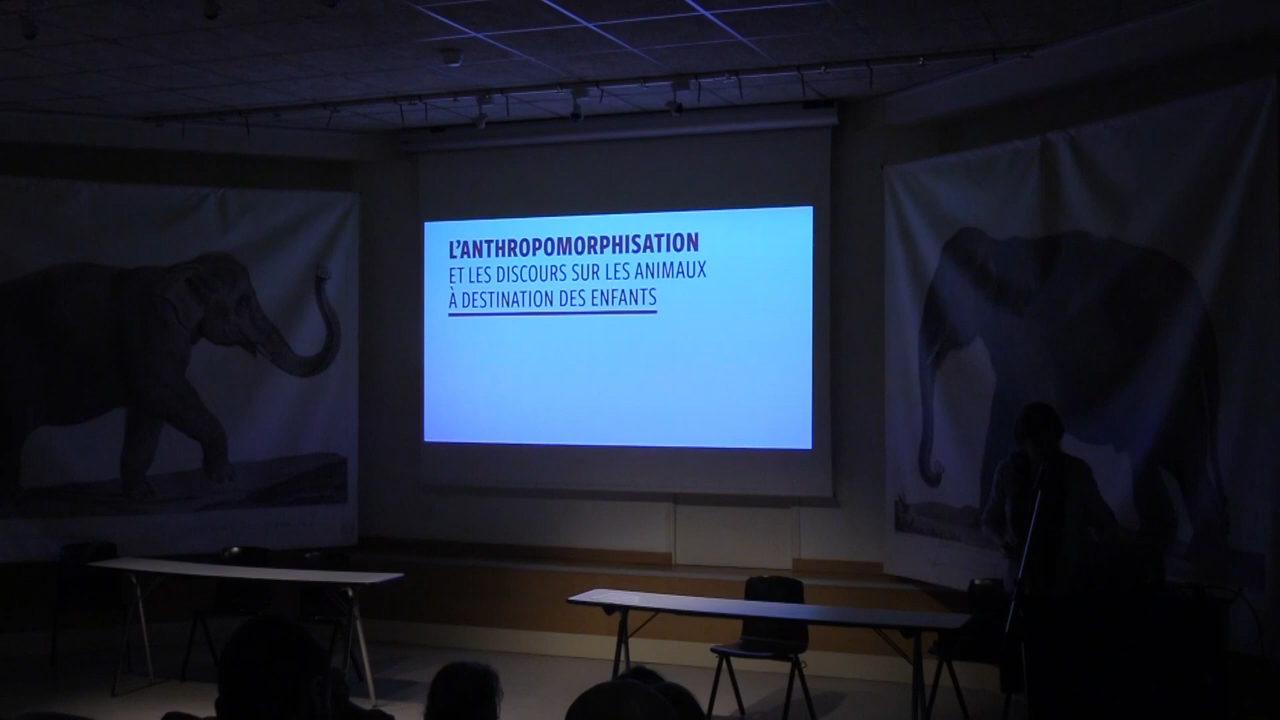 L'ANTHROPOMORPHISATION
ET LES DISCOURS SUR LES ANIMAUX
À DESTINATION DES ENFANTS